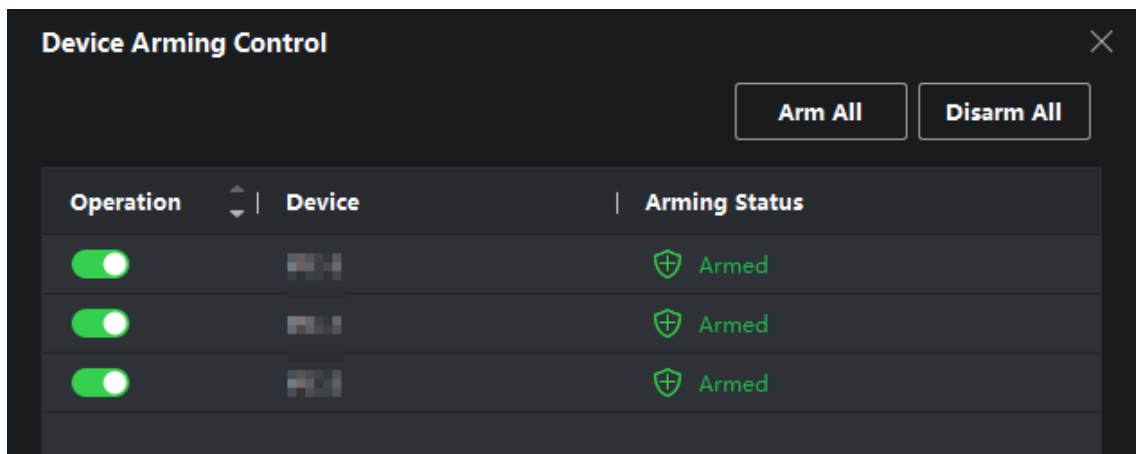 Device Arming Control
Arm All Disarm All
Operation Device Arming Status
Armed
Armed
Armed